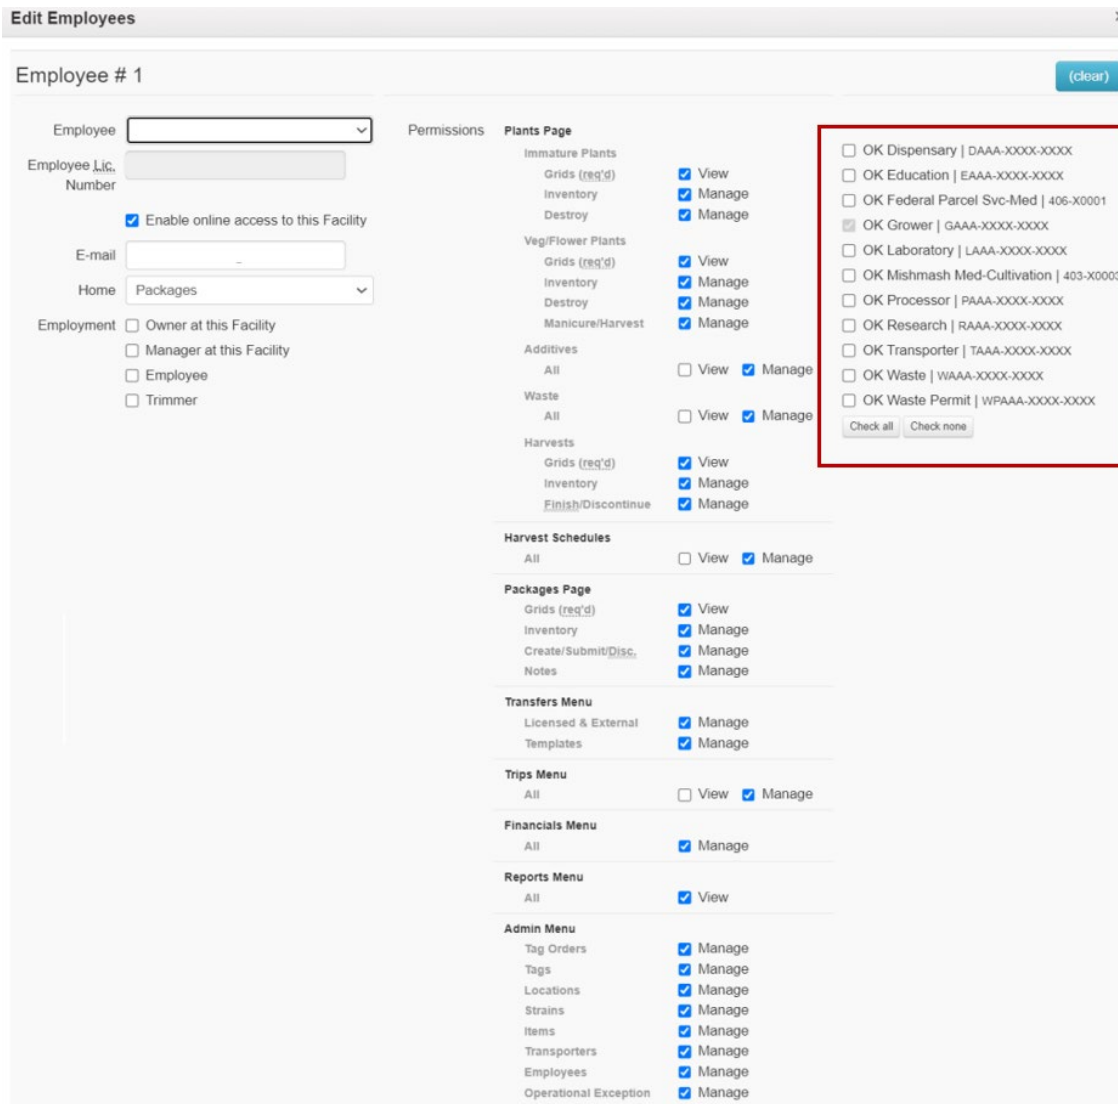 Edit Employees
Employee # 1
(clear)
Employee
Employee Lic.
Number
Enable online access to this Facility
E-mail
Home Packages
Employment Owner at this Facility
Manager at this Facility
Employee
Trimmer
Permissions Plants Page
Immature Plants
Grids (req'd) View
Inventory Manage
Destroy Manage
Veg/Flower Plants
Grids (req'd) View
Inventory Manage
Destroy Manage
Manicure/Harvest Manage
Additives
All View Manage
Waste
All View Manage
Harvests
Grids (req'd) View
Inventory Manage
Finish/Discontinue Manage
Harvest Schedules
All View Manage
Packages Page
Grids (req'd) View
Inventory Manage
Create/Submit/Disc. Manage
Notes Manage
Transfers Menu
Licensed & External Manage
Templates Manage
Trips Menu
All View Manage
Financials Menu
All Manage
Reports Menu
All View
Admin Menu
Tag Orders Manage
Tags Manage
Locations Manage
Strains Manage
Items Manage
Transporters Manage
Employees Manage
Operational Exception Manage
OK Dispensary | DAAA-XXXX-XXXX
OK Education | EAAA-XXXX-XXXX
OK Federal Parcel Svc-Med | 406-X0001
OK Grower | GAAA-XXXX-XXXX
OK Laboratory | LAAA-XXXX-XXXX
OK Mishmash Med-Cultivation | 403-X0003
OK Processor | PAAA-XXXX-XXXX
OK Research | RAAA-XXXX-XXXX
OK Transporter | TAAA-XXXX-XXXX
OK Waste | WAAA-XXXX-XXXX
OK Waste Permit | WPAAA-XXXX-XXXX
Check all Check none